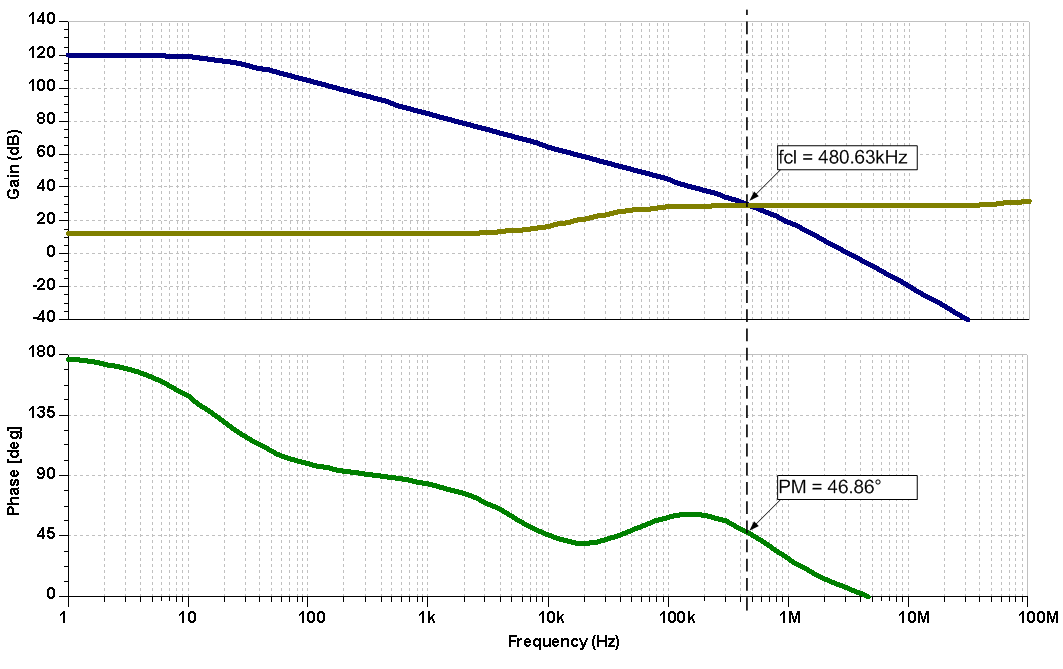 140
120
100
80
60
40
20
0
-20
-40
Gain (dB)
fcl = 480.63kHz
180
135
90
45
0
Phase [deg]
PM = 46.86°
1
10
100
1k
10k
100k
1M
10M
100M
Frequency (Hz)